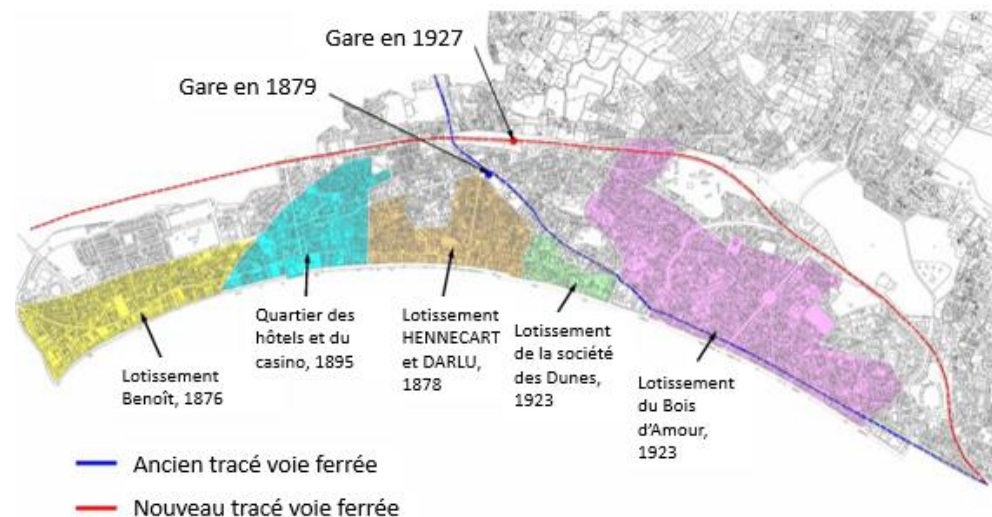 Gare en 1927
Gare en 1879
Lotissement
Benoît, 1876
Quartier des
hôtels et du
casino, 1895
Lotissement
HENNECART
et DARLU,
1878
Lotissement
de la société
des Dunes,
1923
Lotissement
du Bois
d’Amour,
1923
Ancien tracé voie ferrée
Nouveau tracé voie ferrée